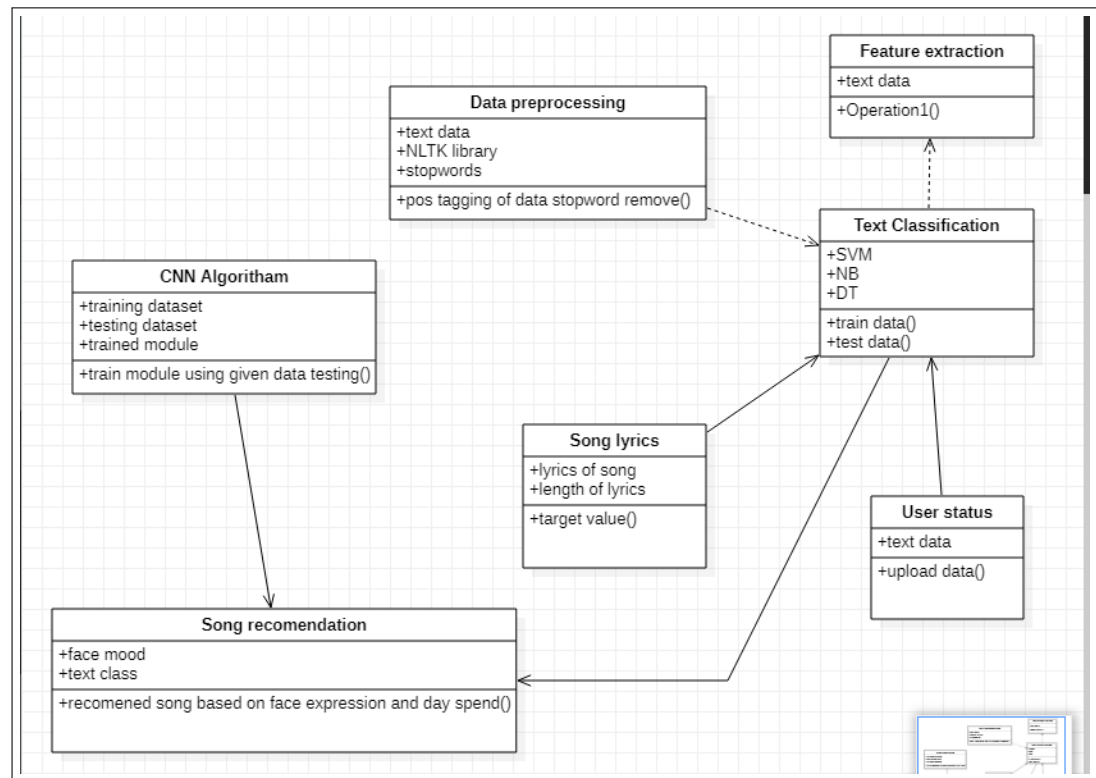 Feature extraction
+text data
+Operation1()
Data preprocessing
+text data
+NLTK library
+stopwords
+pos tagging of data stopword remove()
Text Classification
+SVM
+NB
+DT
+train data()
+test data()
CNN Algoritham
+training dataset
+testing dataset
+trained module
+train module using given data testing()
Song lyrics
+lyrics of song
+length of lyrics
+target value()
User status
+text data
+upload data()
Song recomendation
+face mood
+text class
+recomened song based on face expression and day spend()